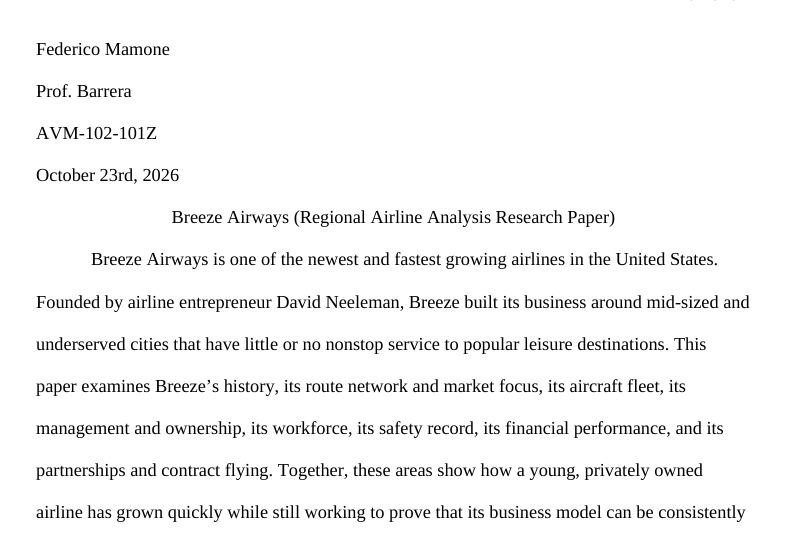 Federico Mamone
Prof. Barrera
AVM-102-101Z
October 23rd, 2026
Breeze Airways (Regional Airline Analysis Research Paper)
Breeze Airways is one of the newest and fastest growing airlines in the United States.
Founded by airline entrepreneur David Neeleman, Breeze built its business around mid-sized and
underserved cities that have little or no nonstop service to popular leisure destinations. This
paper examines Breeze’s history, its route network and market focus, its aircraft fleet, its
management and ownership, its workforce, its safety record, its financial performance, and its
partnerships and contract flying. Together, these areas show how a young, privately owned
airline has grown quickly while still working to prove that its business model can be consistently